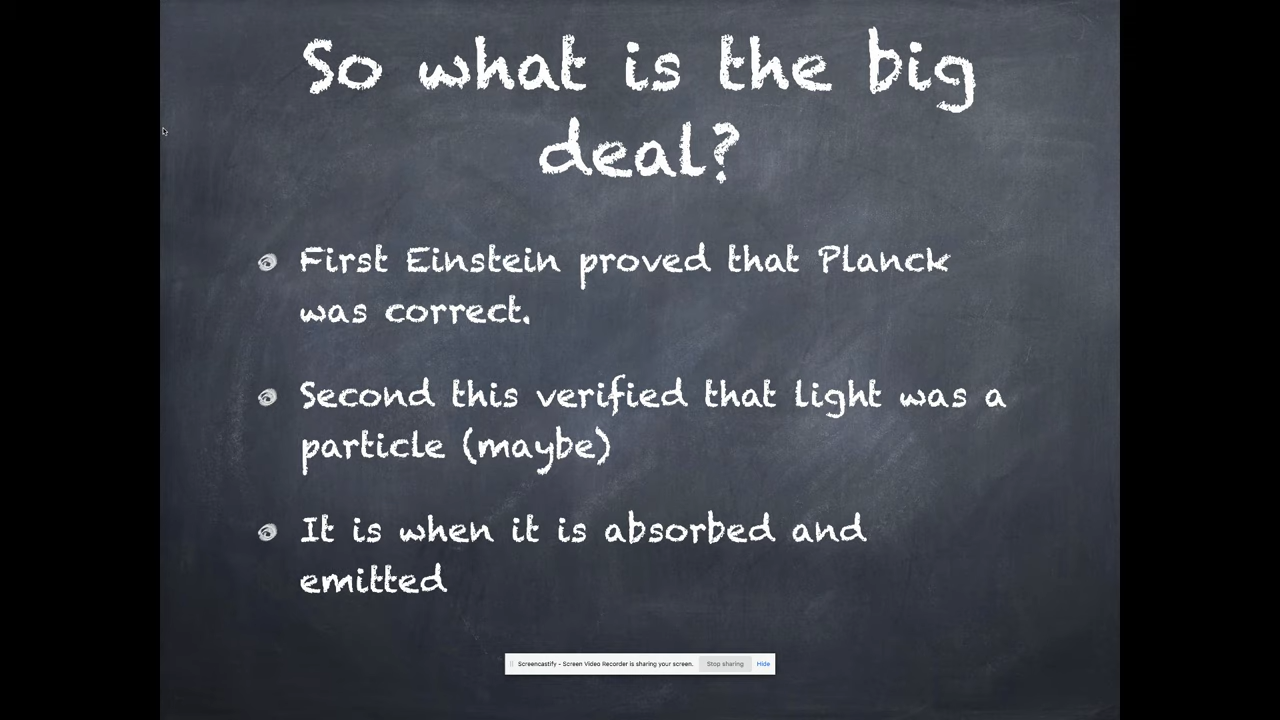 So what is the big
deal?
First Einstein proved that Planck
was correct.
Second this verified that light was a
particle (maybe)
It is when it is absorbed and
emitted
Screencastify - Screen Video Recorder is sharing your screen. Stop sharing Hide